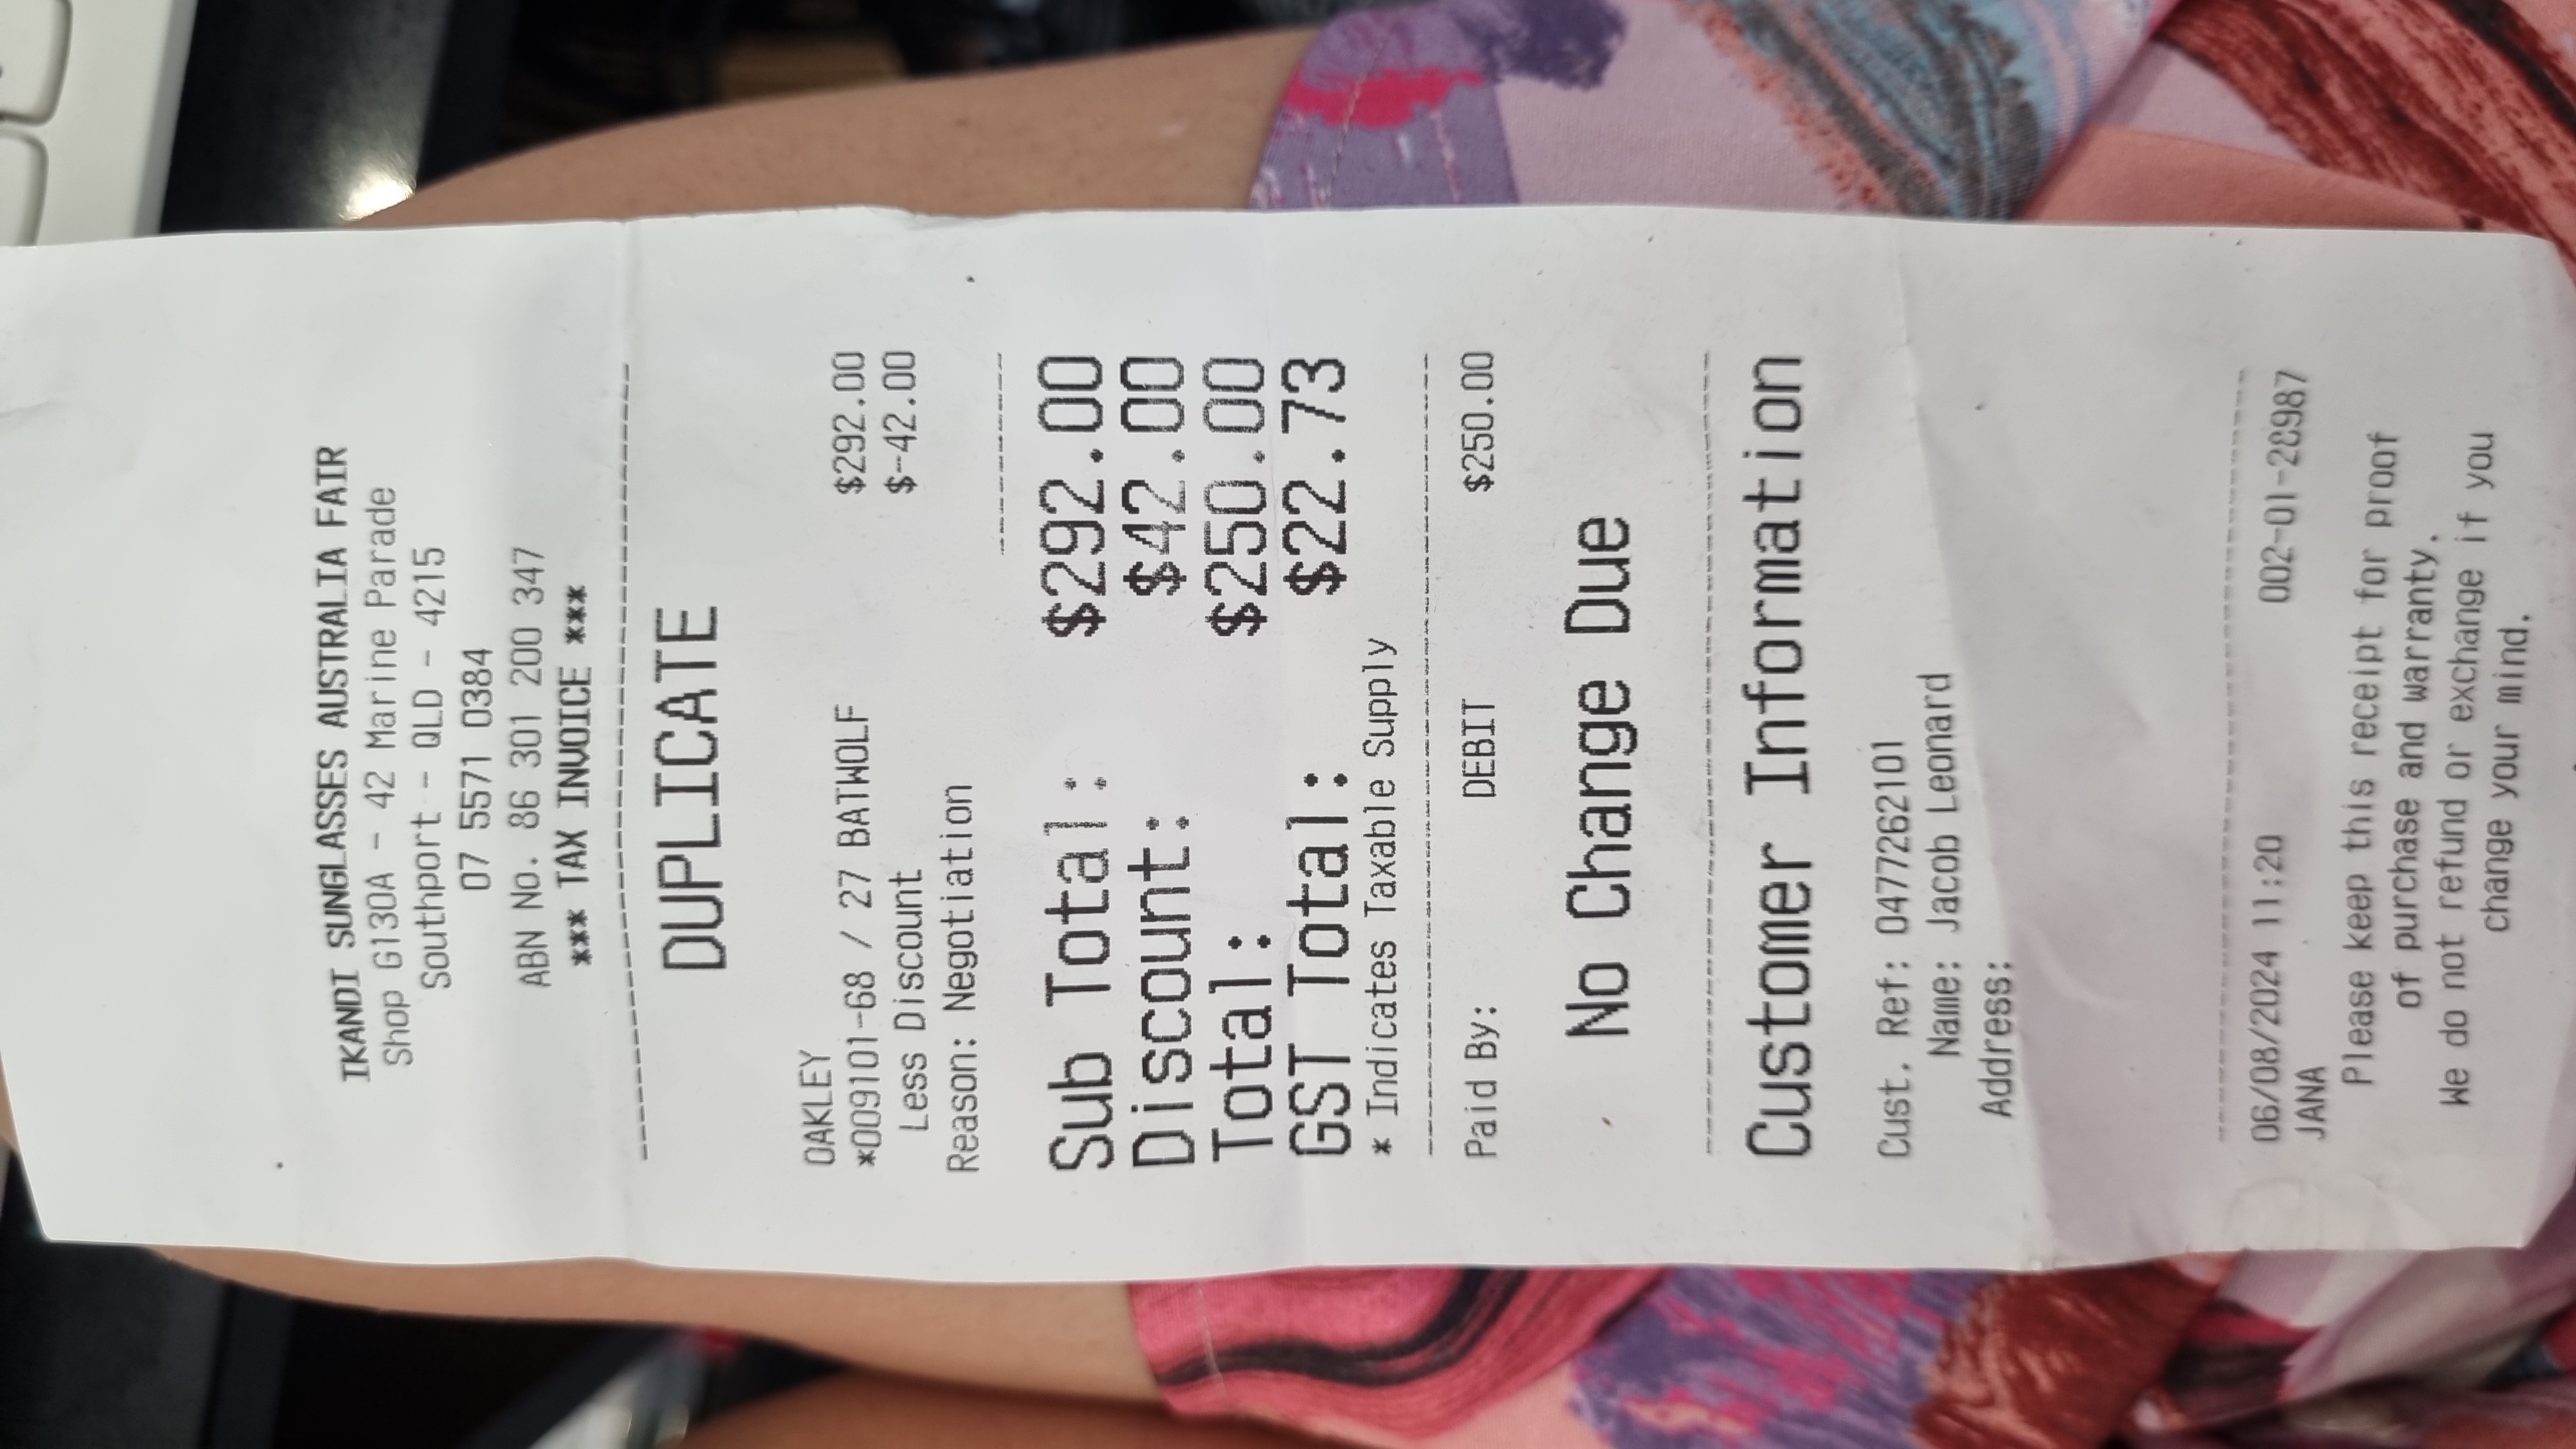 IKANDI SUNGLASSES AUSTRALIA FAIR
Shop G130A - 42 Marine Parade
Southport - QLD - 4215
07 5571 0384
ABN No. 86 301 200 347
*** TAX INVOICE ***
DUPLICATE
OAKLEY
*009101-68 / 27 BATWOLF $292.00
Less Discount $-42.00
Reason: Negotiation
Sub Total: $292.00
Discount: $42.00
Total: $250.00
GST Total: $22.73
* Indicates Taxable Supply
Paid By: DEBIT $250.00
No Change Due
Customer Information
Cust. Ref: 0477262101
Name: Jacob Leonard
Address:
06/08/2024 11:20 002-01-28987
JANA
Please keep this receipt for proof
of purchase and warranty.
We do not refund or exchange if you
change your mind.